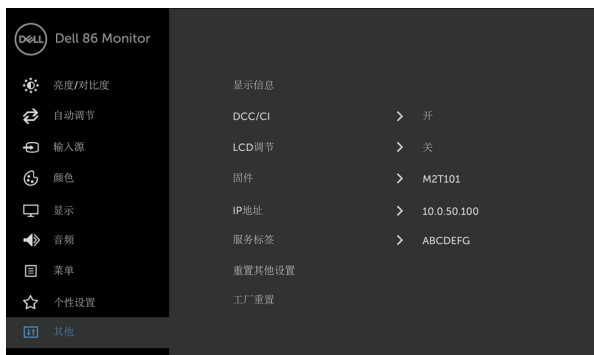 DELL Dell 86 Monitor
亮度/对比度
显示信息
自动调节
DCC/CI 开
输入源
LCD调节 关
颜色
固件 M2T101
显示
IP地址 10.0.50.100
音频
服务标签 ABCDEFG
菜单
重置其他设置
个性设置
工厂重置
其他